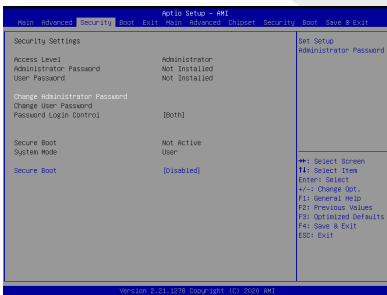 Aptio Setup - AMI
Main Advanced Security Boot Exit Main Advanced Chipset Security Boot Save & Exit
Security Settings
Access Level Administrator
Administrator Password Not Installed
User Password Not Installed
Change Administrator Password
Change User Password
Password Login Control [Both]
Secure Boot Not Active
System Mode User
Secure Boot [Disabled]
Set Setup
Administrator Password
↔: Select Screen
↑↓: Select Item
Enter: Select
+/-: Change Opt.
F1: General Help
F2: Previous Values
F3: Optimized Defaults
F4: Save & Exit
ESC: Exit
Version 2.21.1278 Copyright (C) 2020 AMI